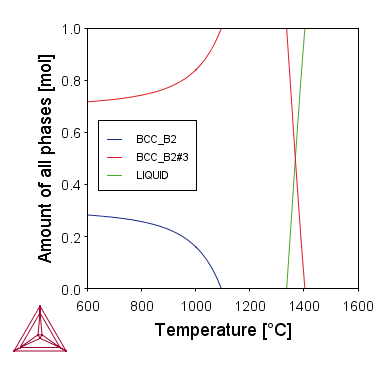 1.0
0.8
0.6
0.4
0.2
0.0
Amount of all phases [mol]
BCC_B2
BCC_B2#3
LIQUID
600 800 1000 1200 1400 1600
Temperature [°C]